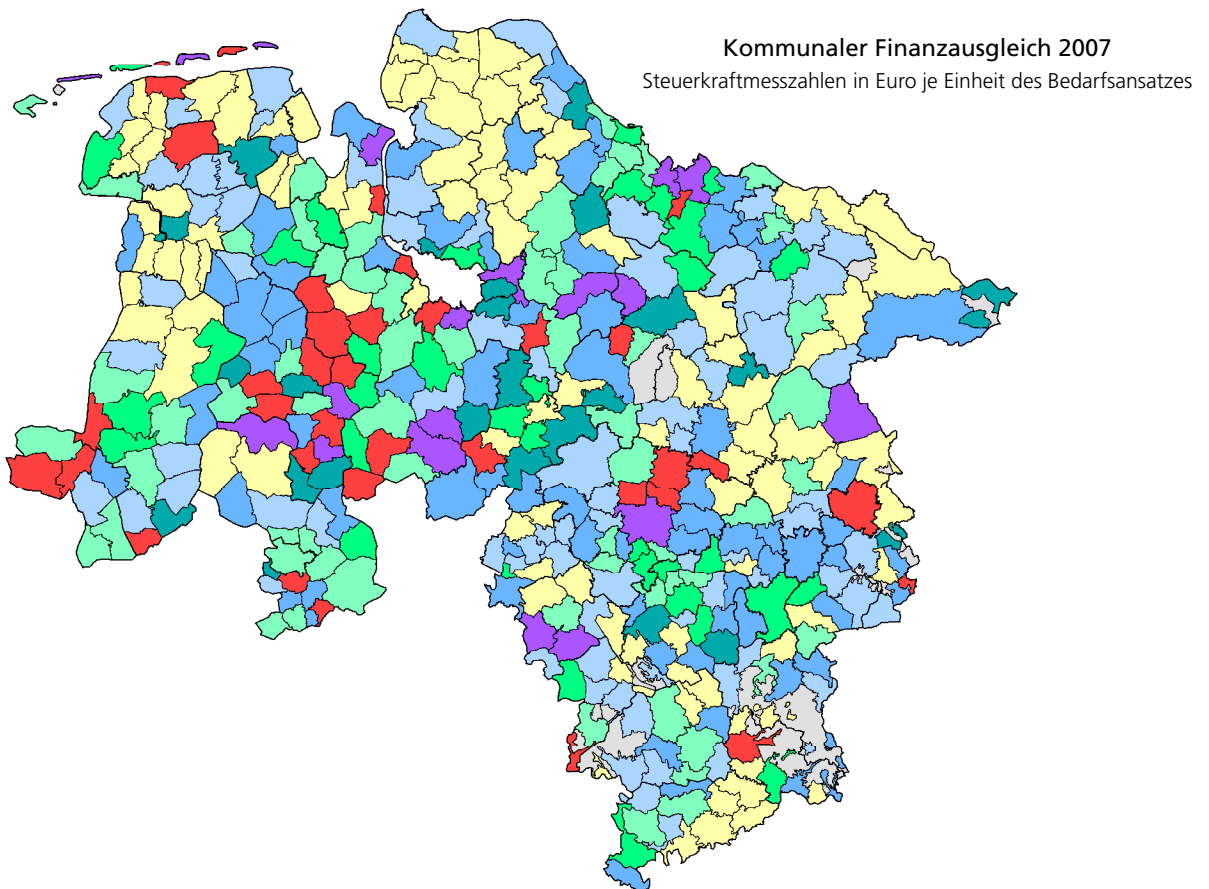 Kommunaler Finanzausgleich 2007
Steuerkraftmesszahlen in Euro je Einheit des Bedarfsansatzes